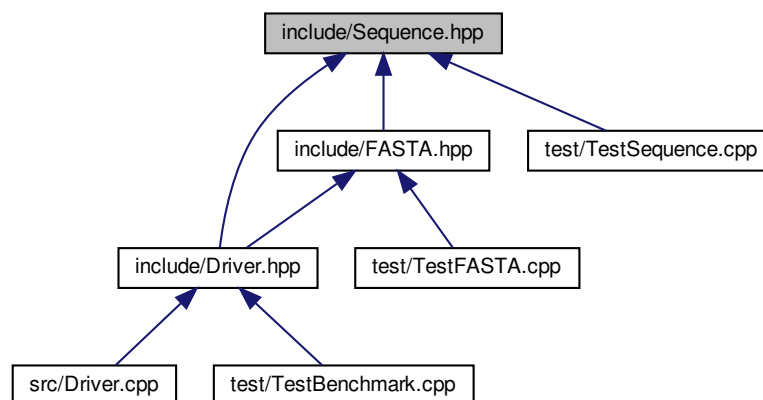 include/Sequence.hpp
include/FASTA.hpp
test/TestSequence.cpp
include/Driver.hpp
test/TestFASTA.cpp
src/Driver.cpp
test/TestBenchmark.cpp